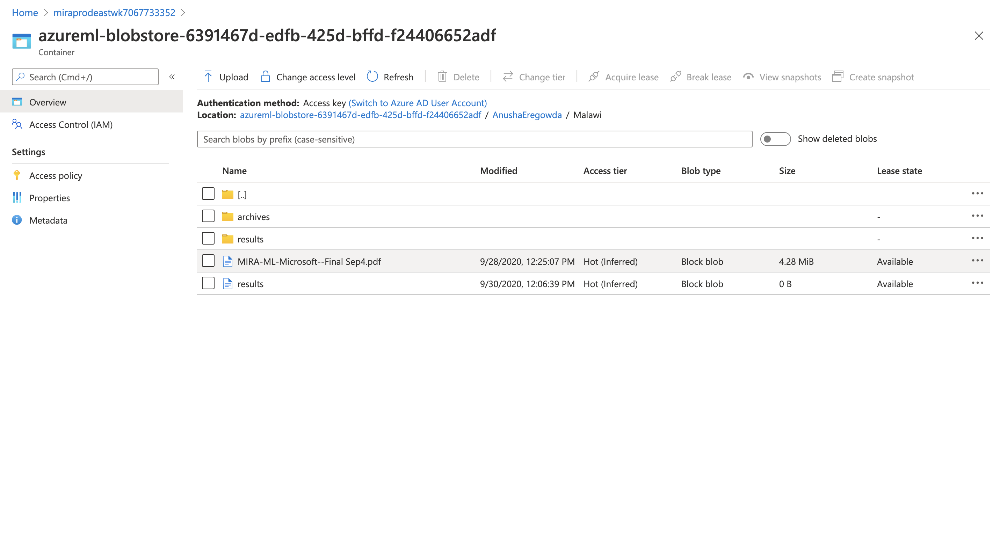 Home > miraprodeastwk7067733352 >
azureml-blobstore-6391467d-edfb-425d-bffd-f24406652adf
Container
Search (Cmd+/) «
Overview
Access Control (IAM)
Settings
Access policy
Properties
Metadata
Upload Change access level Refresh Delete Change tier Acquire lease Break lease View snapshots Create snapshot
Authentication method: Access key (Switch to Azure AD User Account)
Location: azureml-blobstore-6391467d-edfb-425d-bffd-f24406652adf / AnushaEregowda / Malawi
Search blobs by prefix (case-sensitive) Show deleted blobs
Name Modified Access tier Blob type Size Lease state
[..] •••
archives - •••
results - •••
MIRA-ML-Microsoft--Final Sep4.pdf 9/28/2020, 12:25:07 PM Hot (Inferred) Block blob 4.28 MiB Available •••
results 9/30/2020, 12:06:39 PM Hot (Inferred) Block blob 0 B Available •••